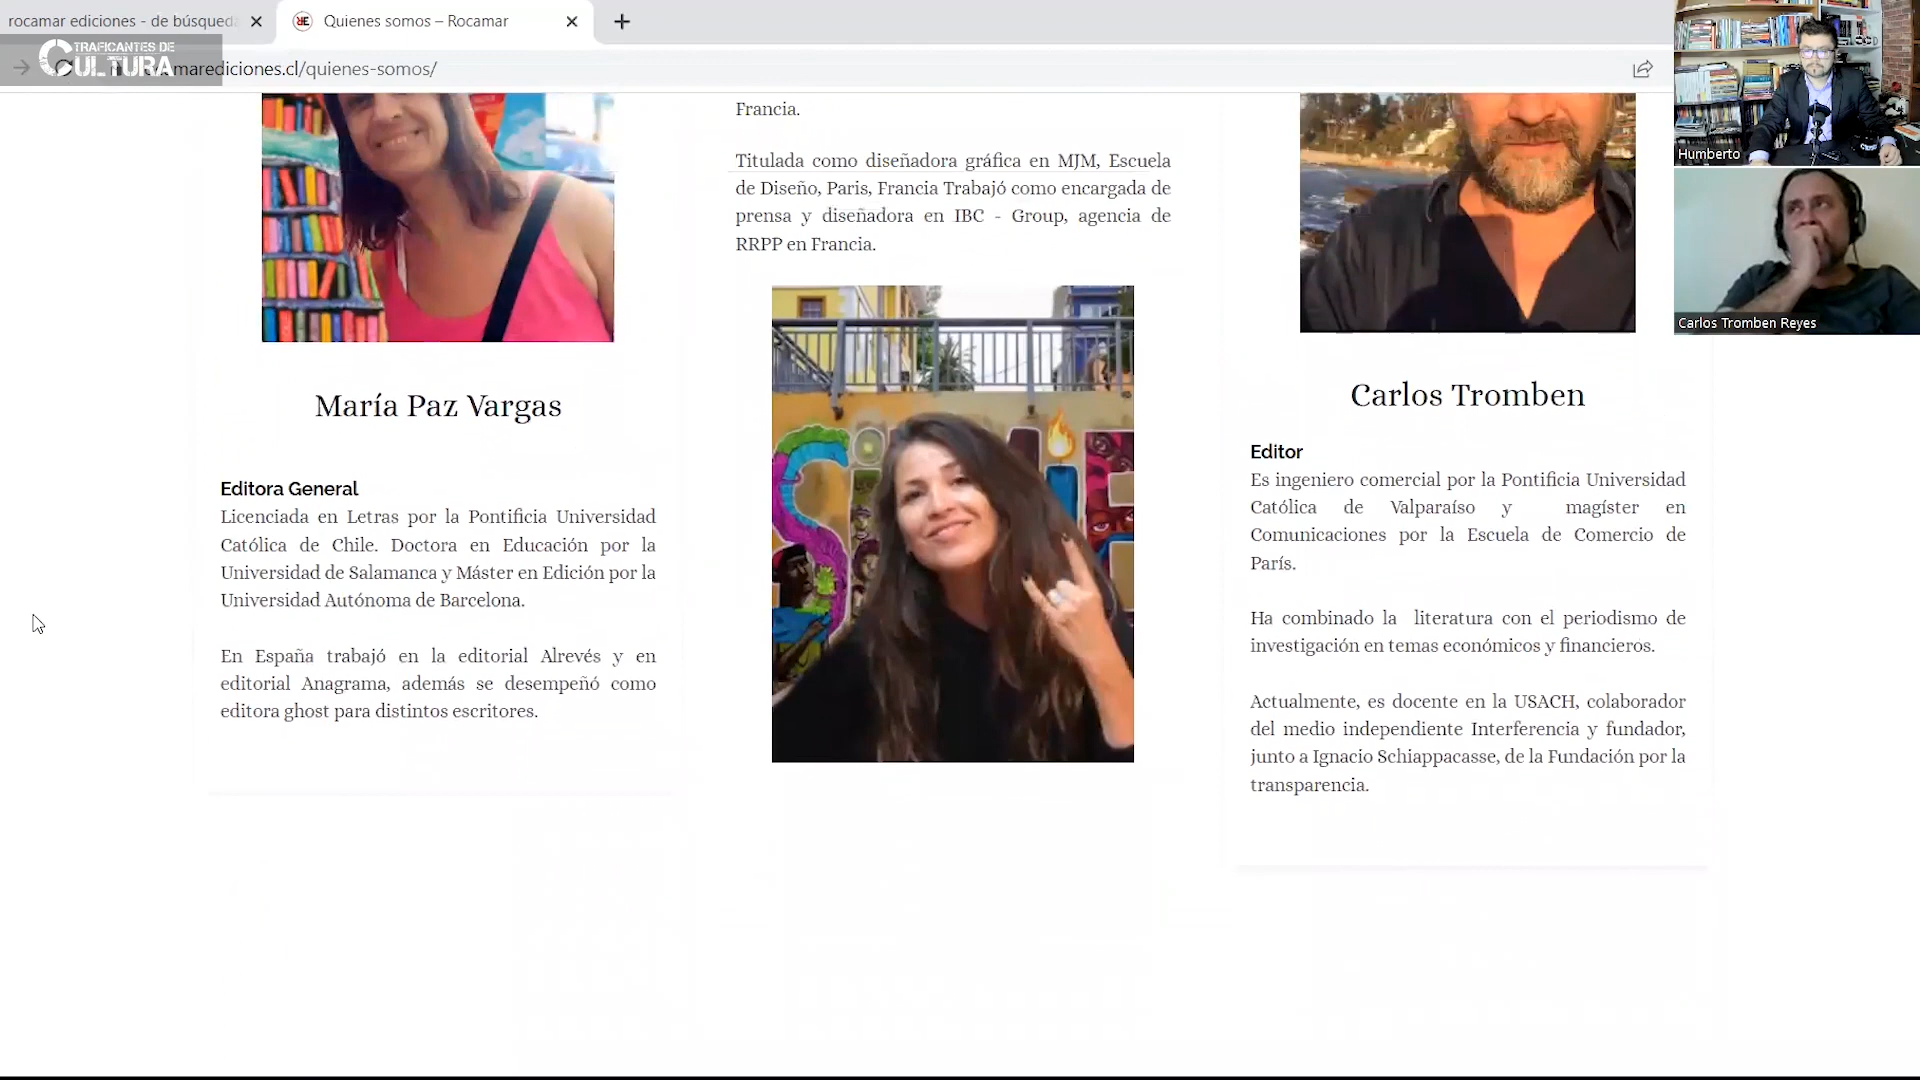 rocamar ediciones - de búsqueda
Quienes somos – Rocamar
TRAFICANTES DE
CULTURA
marediciones.cl/quienes-somos/
Humberto
Carlos Tromben Reyes
María Paz Vargas
Editora General
Licenciada en Letras por la Pontificia Universidad
Católica de Chile. Doctora en Educación por la
Universidad de Salamanca y Máster en Edición por la
Universidad Autónoma de Barcelona.
En España trabajó en la editorial Alrevés y en
editorial Anagrama, además se desempeñó como
editora ghost para distintos escritores.
Francia.
Titulada como diseñadora gráfica en MJM, Escuela
de Diseño, Paris, Francia Trabajó como encargada de
prensa y diseñadora en IBC - Group, agencia de
RRPP en Francia.
Carlos Tromben
Editor
Es ingeniero comercial por la Pontificia Universidad
Católica de Valparaíso y magíster en
Comunicaciones por la Escuela de Comercio de
París.
Ha combinado la literatura con el periodismo de
investigación en temas económicos y financieros.
Actualmente, es docente en la USACH, colaborador
del medio independiente Interferencia y fundador,
junto a Ignacio Schiappacasse, de la Fundación por la
transparencia.